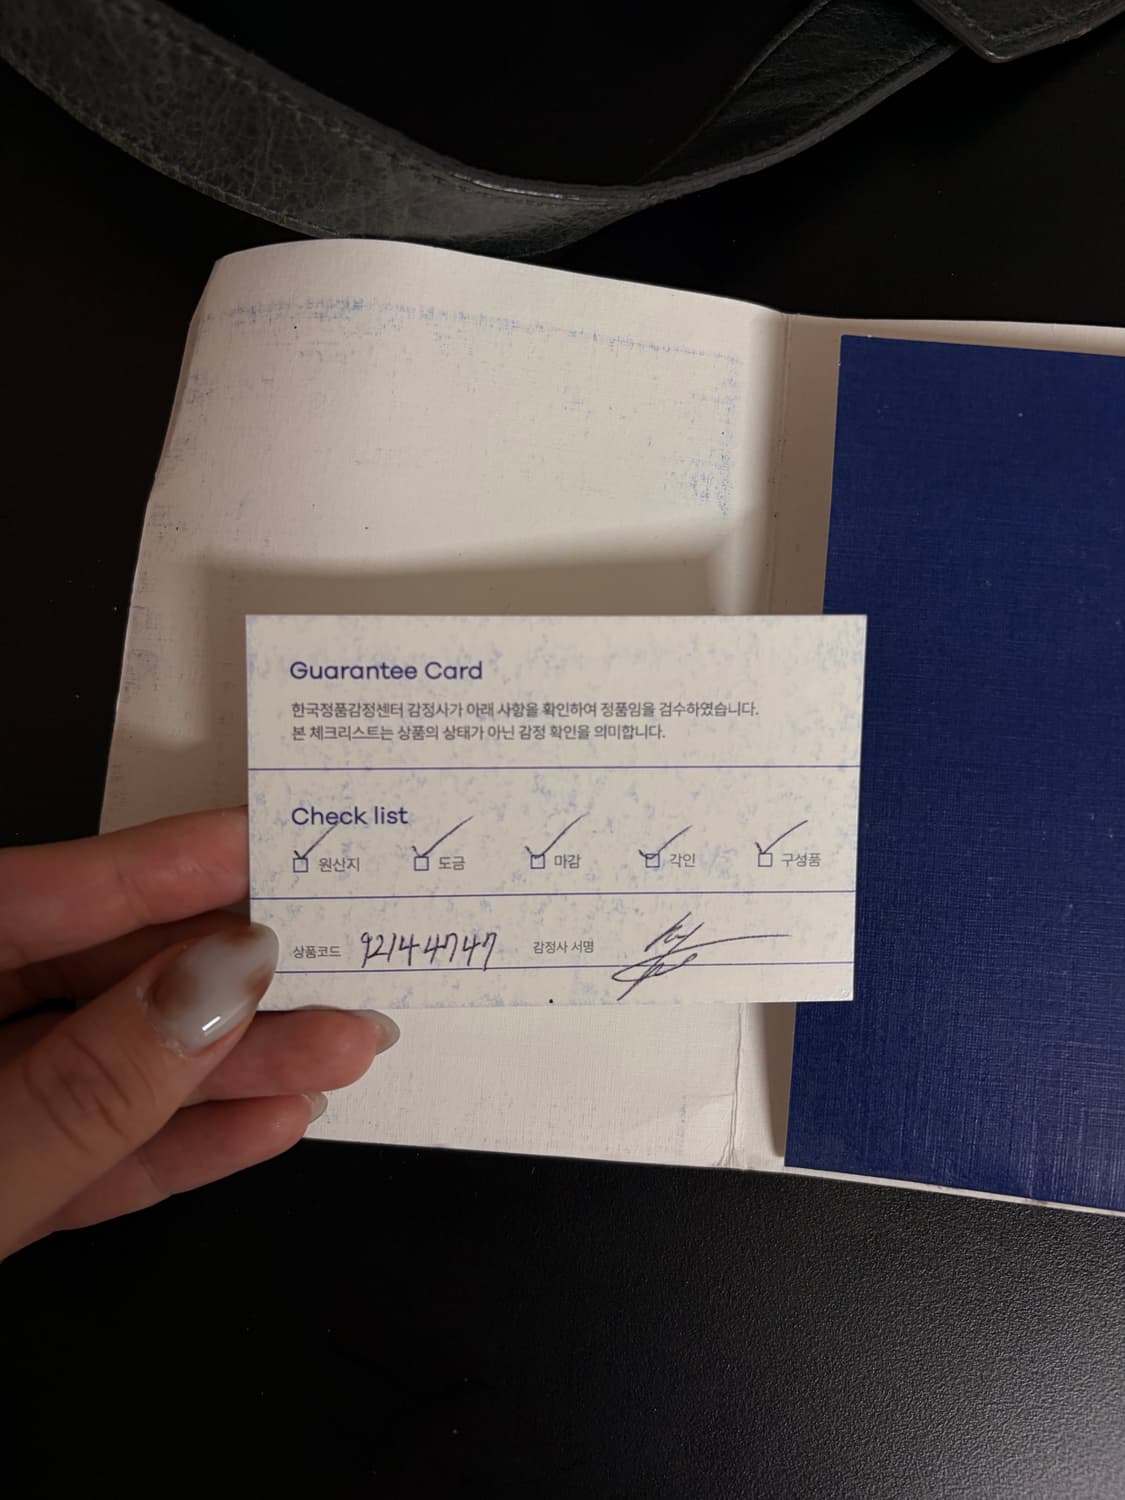 Guarantee Card
한국정품감정센터 감정사가 아래 사항을 확인하여 정품임을 검수하였습니다.
본 체크리스트는 상품의 상태가 아닌 감정 확인을 의미합니다.
Check list
원산지 도금 마감 각인 구성품
상품코드 92144747 감정사 서명